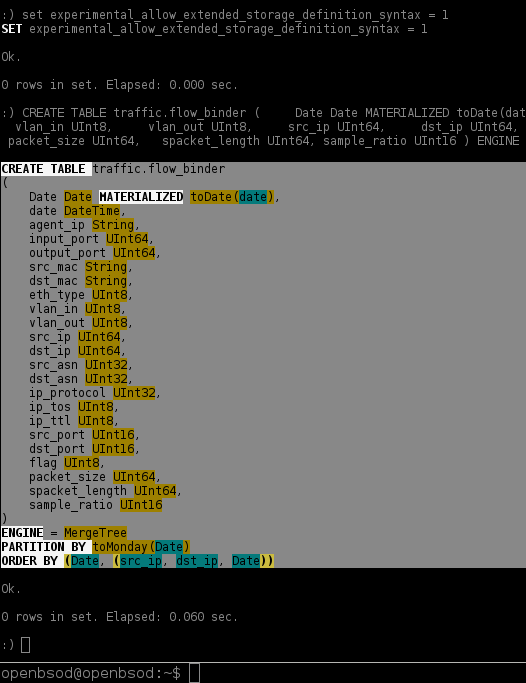 :) set experimental_allow_extended_storage_definition_syntax = 1
SET experimental_allow_extended_storage_definition_syntax = 1
Ok.
0 rows in set. Elapsed: 0.000 sec.
:) CREATE TABLE traffic.flow_binder (     Date Date MATERIALIZED toDate(dat
vlan_in UInt8,     vlan_out UInt8,     src_ip UInt64,     dst_ip UInt64,
packet_size UInt64,   spacket_length UInt64, sample_ratio UInt16 ) ENGINE
CREATE TABLE traffic.flow_binder
(
Date Date MATERIALIZED toDate(date),
date DateTime,
agent_ip String,
input_port UInt64,
output_port UInt64,
src_mac String,
dst_mac String,
eth_type UInt8,
vlan_in UInt8,
vlan_out UInt8,
src_ip UInt64,
dst_ip UInt64,
src_asn UInt32,
dst_asn UInt32,
ip_protocol UInt32,
ip_tos UInt8,
ip_ttl UInt8,
src_port UInt16,
dst_port UInt16,
flag UInt8,
packet_size UInt64,
spacket_length UInt64,
sample_ratio UInt16
)
ENGINE = MergeTree
PARTITION BY toMonday(Date)
ORDER BY (Date, (src_ip, dst_ip, Date))
Ok.
0 rows in set. Elapsed: 0.060 sec.
:)
openbsod@openbsod:~$